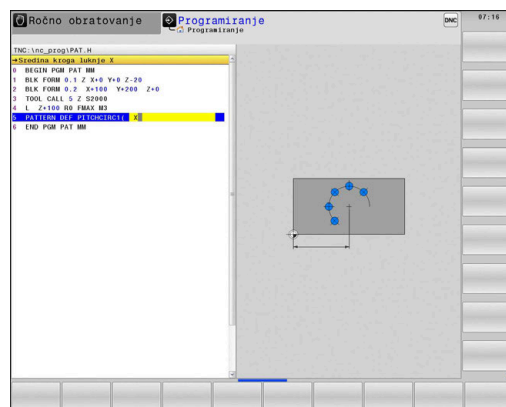 Ročno obratovanje
Programiranje
Programiranje
DNC
07:16
TNC:\nc_prog\PAT.H
→Sredina kroga luknje X
0 BEGIN PGM PAT MM
1 BLK FORM 0.1 Z X+0 Y+0 Z-20
2 BLK FORM 0.2 X+100 Y+200 Z+0
3 TOOL CALL 5 Z S2000
4 L Z+100 R0 FMAX M3
5 PATTERN DEF PITCHCIRC1( X
6 END PGM PAT MM